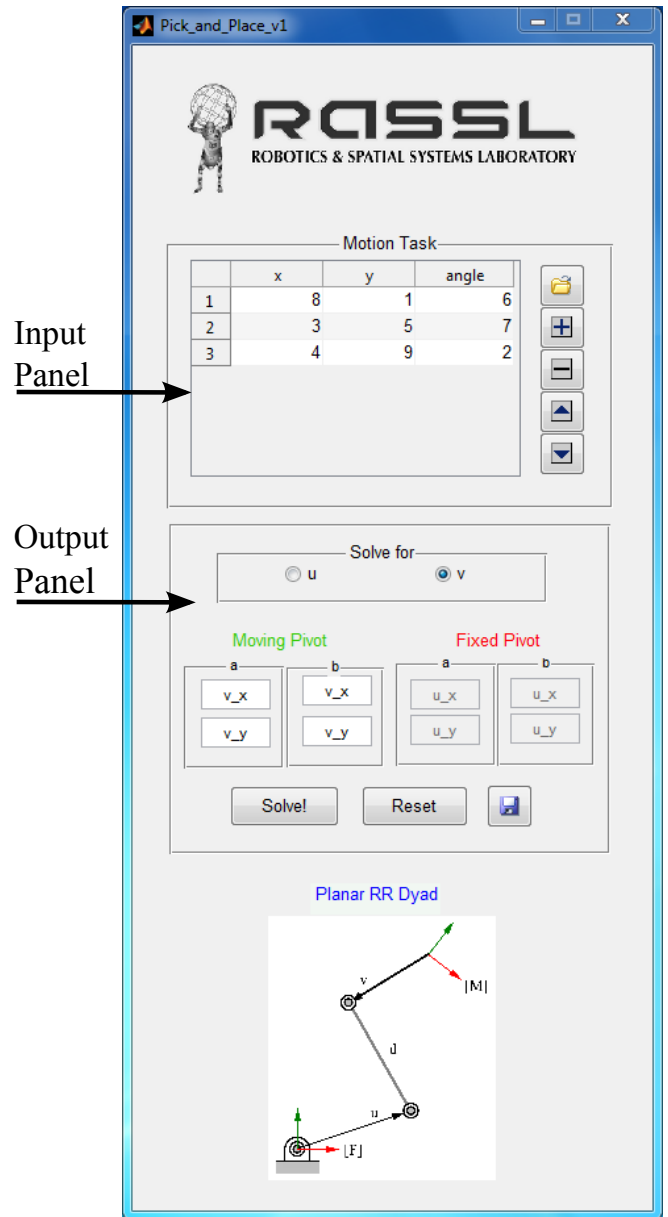 Pick_and_Place_v1
RASSL
ROBOTICS & SPATIAL SYSTEMS LABORATORY
Motion Task
x y angle
1 8 1 6
2 3 5 7
3 4 9 2
Input
Panel
Output
Panel
Solve for
u v
Moving Pivot Fixed Pivot
a b a b
v_x v_x u_x u_x
v_y v_y u_y u_y
Solve! Reset
Planar RR Dyad
v
[M]
d
u
[F]